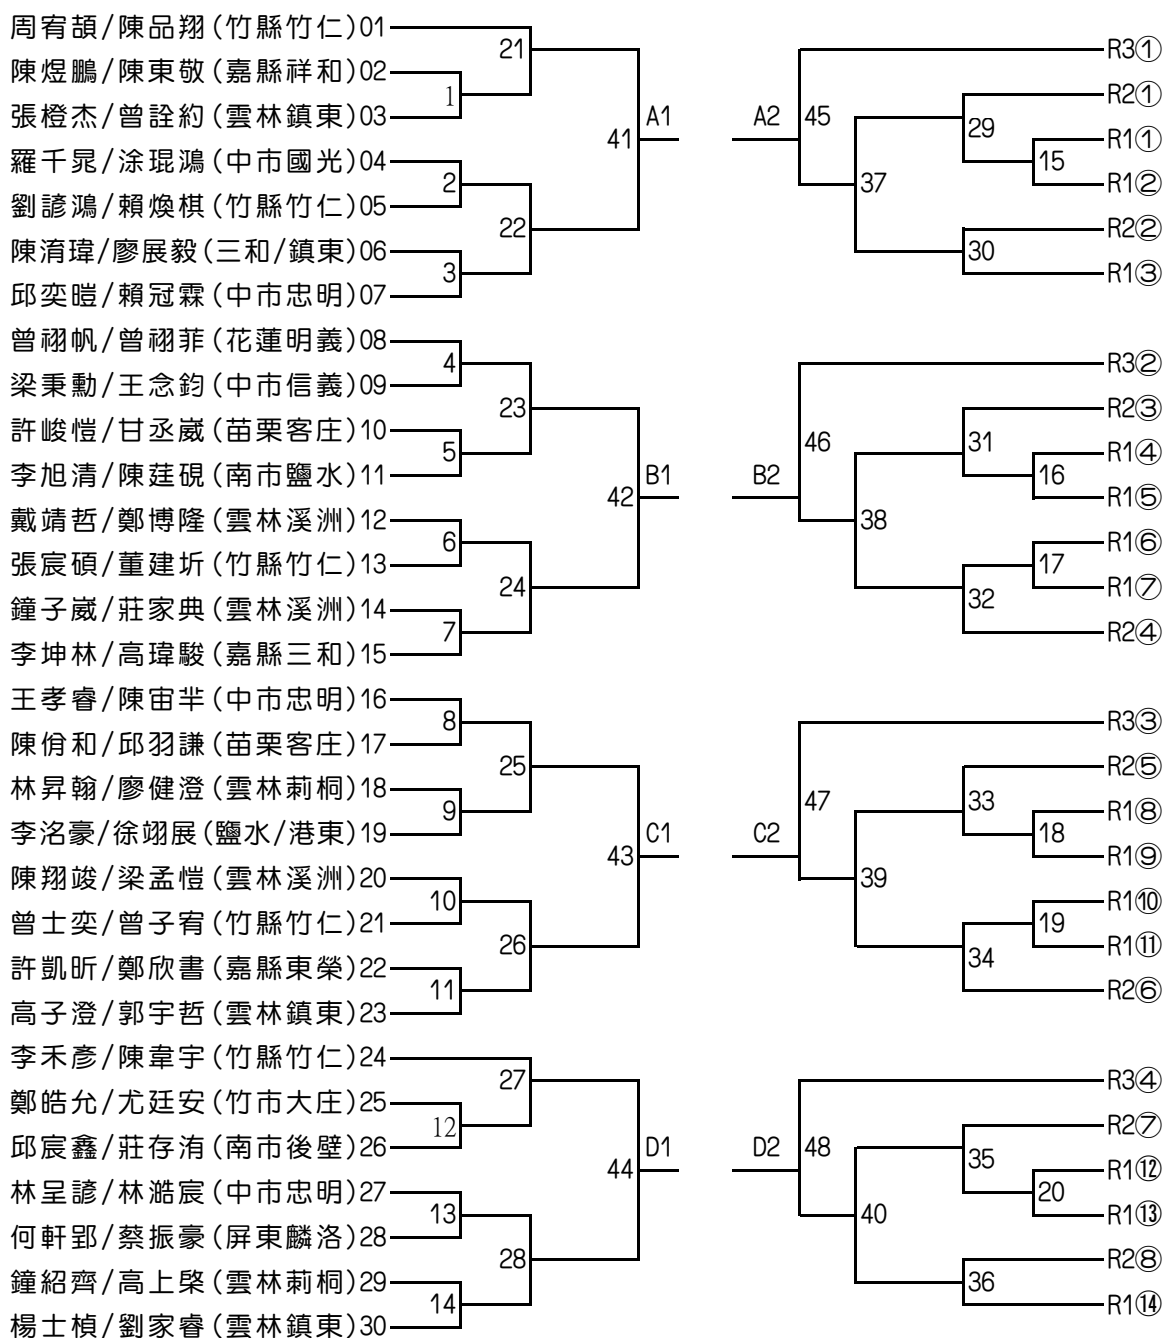 周宥頡/陳品翔(竹縣竹仁)01
陳煜鵬/陳東敬(嘉縣祥和)02
張橙杰/曾詮約(雲林鎮東)03
羅千晁/涂琨鴻(中市國光)04
劉諺鴻/賴煥棋(竹縣竹仁)05
陳淯瑋/廖展毅(三和/鎮東)06
邱奕暟/賴冠霖(中市忠明)07
曾祤帆/曾祤菲(花蓮明義)08
梁秉勳/王念鈞(中市信義)09
許峻愷/甘丞崴(苗栗客庄)10
李旭清/陳莛硯(南市鹽水)11
戴靖哲/鄭博隆(雲林溪洲)12
張宸碩/董建圻(竹縣竹仁)13
鐘子崴/莊家典(雲林溪洲)14
李坤林/高瑋駿(嘉縣三和)15
王孝睿/陳宙羋(中市忠明)16
陳佾和/邱羽謙(苗栗客庄)17
林昇翰/廖健澄(雲林莿桐)18
李洺豪/徐翊展(鹽水/港東)19
陳翔竣/梁孟愷(雲林溪洲)20
曾士奕/曾子宥(竹縣竹仁)21
許凱昕/鄭欣書(嘉縣東榮)22
高子澄/郭宇哲(雲林鎮東)23
李禾彥/陳韋宇(竹縣竹仁)24
鄭皓允/尤廷安(竹市大庄)25
邱宸鑫/莊存洧(南市後壁)26
林呈諺/林澔宸(中市忠明)27
何軒郢/蔡振豪(屏東麟洛)28
鐘紹齊/高上棨(雲林莿桐)29
楊士楨/劉家睿(雲林鎮東)30
1
2
3
4
5
6
7
8
9
10
11
12
13
14
21
22
23
24
25
26
27
28
41
42
43
44
A1
B1
C1
D1
A2
B2
C2
D2
45
46
47
48
37
38
39
40
29
30
31
32
33
34
35
36
15
16
17
18
19
20
R3①
R2①
R1①
R1②
R2②
R1③
R3②
R2③
R1④
R1⑤
R1⑥
R1⑦
R2④
R3③
R2⑤
R1⑧
R1⑨
R1⑩
R1⑪
R2⑥
R3④
R2⑦
R1⑫
R1⑬
R2⑧
R1⑭